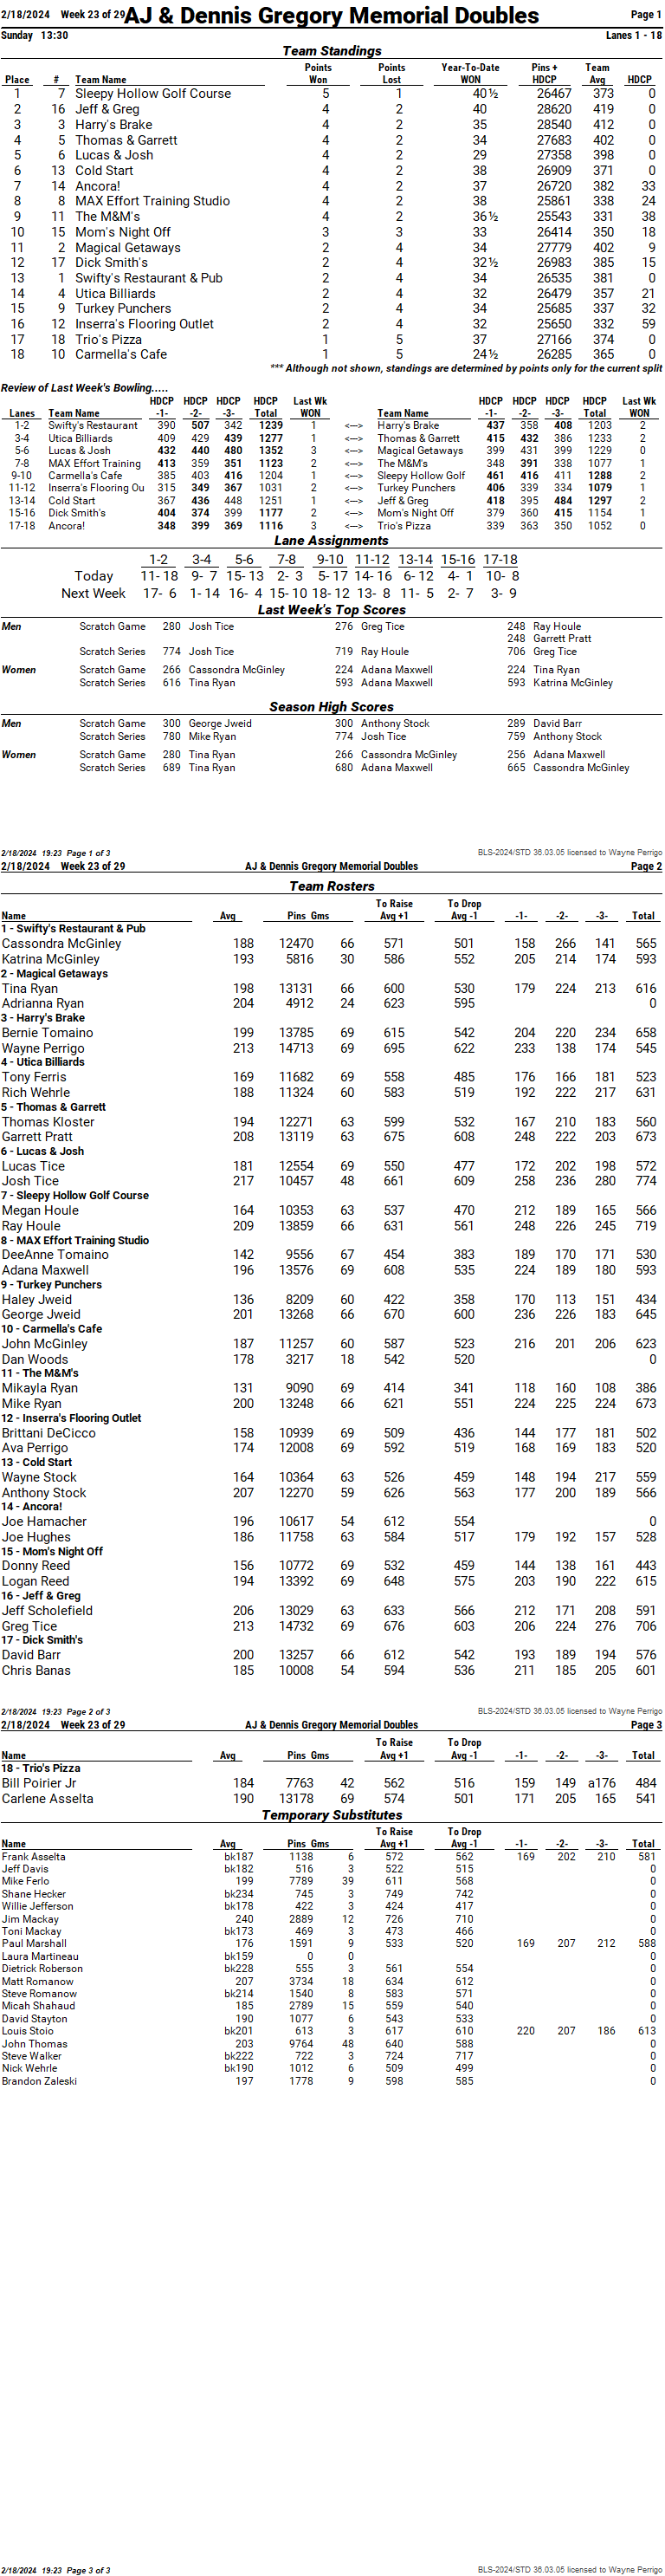 2/18/2024 Week 23 of 29 AJ & Dennis Gregory Memorial Doubles Page 1
Sunday 13:30 Lanes 1 - 18
Team Standings
Points Points Year-To-Date Pins + Team
Place # Team Name Won Lost WON HDCP Avg HDCP
1 7 Sleepy Hollow Golf Course 5 1 40½ 26467 373 0
2 16 Jeff & Greg 4 2 40 28620 419 0
3 3 Harry's Brake 4 2 35 28540 412 0
4 5 Thomas & Garrett 4 2 34 27683 402 0
5 6 Lucas & Josh 4 2 29 27358 398 0
6 13 Cold Start 4 2 38 26909 371 0
7 14 Ancora! 4 2 37 26720 382 33
8 8 MAX Effort Training Studio 4 2 38 25861 338 24
9 11 The M&M's 4 2 36½ 25543 331 38
10 15 Mom's Night Off 3 3 33 26414 350 18
11 2 Magical Getaways 2 4 34 27779 402 9
12 17 Dick Smith's 2 4 32½ 26983 385 15
13 1 Swifty's Restaurant & Pub 2 4 34 26535 381 0
14 4 Utica Billiards 2 4 32 26479 357 21
15 9 Turkey Punchers 2 4 34 25685 337 32
16 12 Inserra's Flooring Outlet 2 4 32 25650 332 59
17 18 Trio's Pizza 1 5 37 27166 374 0
18 10 Carmella's Cafe 1 5 24½ 26285 365 0
*** Although not shown, standings are determined by points only for the current split
Review of Last Week's Bowling.....
HDCP HDCP HDCP HDCP Last Wk HDCP HDCP HDCP HDCP Last Wk
Lanes Team Name -1- -2- -3- Total WON Team Name -1- -2- -3- Total WON
1-2 Swifty's Restaurant 390 507 342 1239 1 <---> Harry's Brake 437 358 408 1203 2
3-4 Utica Billiards 409 429 439 1277 1 <---> Thomas & Garrett 415 432 386 1233 2
5-6 Lucas & Josh 432 440 480 1352 3 <---> Magical Getaways 399 431 399 1229 0
7-8 MAX Effort Training 413 359 351 1123 2 <---> The M&M's 348 391 338 1077 1
9-10 Carmella's Cafe 385 403 416 1204 1 <---> Sleepy Hollow Golf 461 416 411 1288 2
11-12 Inserra's Flooring Ou 315 349 367 1031 2 <---> Turkey Punchers 406 339 334 1079 1
13-14 Cold Start 367 436 448 1251 1 <---> Jeff & Greg 418 395 484 1297 2
15-16 Dick Smith's 404 374 399 1177 2 <---> Mom's Night Off 379 360 415 1154 1
17-18 Ancora! 348 399 369 1116 3 <---> Trio's Pizza 339 363 350 1052 0
Lane Assignments
1-2 3-4 5-6 7-8 9-10 11-12 13-14 15-16 17-18
Today 11- 18 9- 7 15- 13 2- 3 5- 17 14- 16 6- 12 4- 1 10- 8
Next Week 17- 6 1- 14 16- 4 15- 10 18- 12 13- 8 11- 5 2- 7 3- 9
Last Week's Top Scores
Men Scratch Game 280 Josh Tice 276 Greg Tice 248 Ray Houle
248 Garrett Pratt
Scratch Series 774 Josh Tice 719 Ray Houle 706 Greg Tice
Women Scratch Game 266 Cassondra McGinley 224 Adana Maxwell 224 Tina Ryan
Scratch Series 616 Tina Ryan 593 Adana Maxwell 593 Katrina McGinley
Season High Scores
Men Scratch Game 300 George Jweid 300 Anthony Stock 289 David Barr
Scratch Series 780 Mike Ryan 774 Josh Tice 759 Anthony Stock
Women Scratch Game 280 Tina Ryan 266 Cassondra McGinley 256 Adana Maxwell
Scratch Series 689 Tina Ryan 680 Adana Maxwell 665 Cassondra McGinley
2/18/2024 19:23 Page 1 of 3 BLS-2024/STD 36.03.05 licensed to Wayne Perrigo
2/18/2024 Week 23 of 29 AJ & Dennis Gregory Memorial Doubles Page 2
Team Rosters
To Raise To Drop
Name Avg Pins Gms Avg +1 Avg -1 -1- -2- -3- Total
1 - Swifty's Restaurant & Pub
Cassondra McGinley 188 12470 66 571 501 158 266 141 565
Katrina McGinley 193 5816 30 586 552 205 214 174 593
2 - Magical Getaways
Tina Ryan 198 13131 66 600 530 179 224 213 616
Adrianna Ryan 204 4912 24 623 595 0
3 - Harry's Brake
Bernie Tomaino 199 13785 69 615 542 204 220 234 658
Wayne Perrigo 213 14713 69 695 622 233 138 174 545
4 - Utica Billiards
Tony Ferris 169 11682 69 558 485 176 166 181 523
Rich Wehrle 188 11324 60 583 519 192 222 217 631
5 - Thomas & Garrett
Thomas Kloster 194 12271 63 599 532 167 210 183 560
Garrett Pratt 208 13119 63 675 608 248 222 203 673
6 - Lucas & Josh
Lucas Tice 181 12554 69 550 477 172 202 198 572
Josh Tice 217 10457 48 661 609 258 236 280 774
7 - Sleepy Hollow Golf Course
Megan Houle 164 10353 63 537 470 212 189 165 566
Ray Houle 209 13859 66 631 561 248 226 245 719
8 - MAX Effort Training Studio
DeeAnne Tomaino 142 9556 67 454 383 189 170 171 530
Adana Maxwell 196 13576 69 608 535 224 189 180 593
9 - Turkey Punchers
Haley Jweid 136 8209 60 422 358 170 113 151 434
George Jweid 201 13268 66 670 600 236 226 183 645
10 - Carmella's Cafe
John McGinley 187 11257 60 587 523 216 201 206 623
Dan Woods 178 3217 18 542 520 0
11 - The M&M's
Mikayla Ryan 131 9090 69 414 341 118 160 108 386
Mike Ryan 200 13248 66 621 551 224 225 224 673
12 - Inserra's Flooring Outlet
Brittani DeCicco 158 10939 69 509 436 144 177 181 502
Ava Perrigo 174 12008 69 592 519 168 169 183 520
13 - Cold Start
Wayne Stock 164 10364 63 526 459 148 194 217 559
Anthony Stock 207 12270 59 626 563 177 200 189 566
14 - Ancora!
Joe Hamacher 196 10617 54 612 554 0
Joe Hughes 186 11758 63 584 517 179 192 157 528
15 - Mom's Night Off
Donny Reed 156 10772 69 532 459 144 138 161 443
Logan Reed 194 13392 69 648 575 203 190 222 615
16 - Jeff & Greg
Jeff Scholefield 206 13029 63 633 566 212 171 208 591
Greg Tice 213 14732 69 676 603 206 224 276 706
17 - Dick Smith's
David Barr 200 13257 66 612 542 193 189 194 576
Chris Banas 185 10008 54 594 536 211 185 205 601
2/18/2024 19:23 Page 2 of 3 BLS-2024/STD 36.03.05 licensed to Wayne Perrigo
2/18/2024 Week 23 of 29 AJ & Dennis Gregory Memorial Doubles Page 3
To Raise To Drop
Name Avg Pins Gms Avg +1 Avg -1 -1- -2- -3- Total
18 - Trio's Pizza
Bill Poirier Jr 184 7763 42 562 516 159 149 a176 484
Carlene Asselta 190 13178 69 574 501 171 205 165 541
Temporary Substitutes
To Raise To Drop
Name Avg Pins Gms Avg +1 Avg -1 -1- -2- -3- Total
Frank Asselta bk187 1138 6 572 562 169 202 210 581
Jeff Davis bk182 516 3 522 515 0
Mike Ferlo 199 7789 39 611 568 0
Shane Hecker bk234 745 3 749 742 0
Willie Jefferson bk178 422 3 424 417 0
Jim Mackay 240 2889 12 726 710 0
Toni Mackay bk173 469 3 473 466 0
Paul Marshall 176 1591 9 533 520 169 207 212 588
Laura Martineau bk159 0 0 0
Dietrick Roberson bk228 555 3 561 554 0
Matt Romanow 207 3734 18 634 612 0
Steve Romanow bk214 1540 8 583 571 0
Micah Shahaud 185 2789 15 559 540 0
David Stayton 190 1077 6 543 533 0
Louis Stoio bk201 613 3 617 610 220 207 186 613
John Thomas 203 9764 48 640 588 0
Steve Walker bk222 722 3 724 717 0
Nick Wehrle bk190 1012 6 509 499 0
Brandon Zaleski 197 1778 9 598 585 0
2/18/2024 19:23 Page 3 of 3 BLS-2024/STD 36.03.05 licensed to Wayne Perrigo